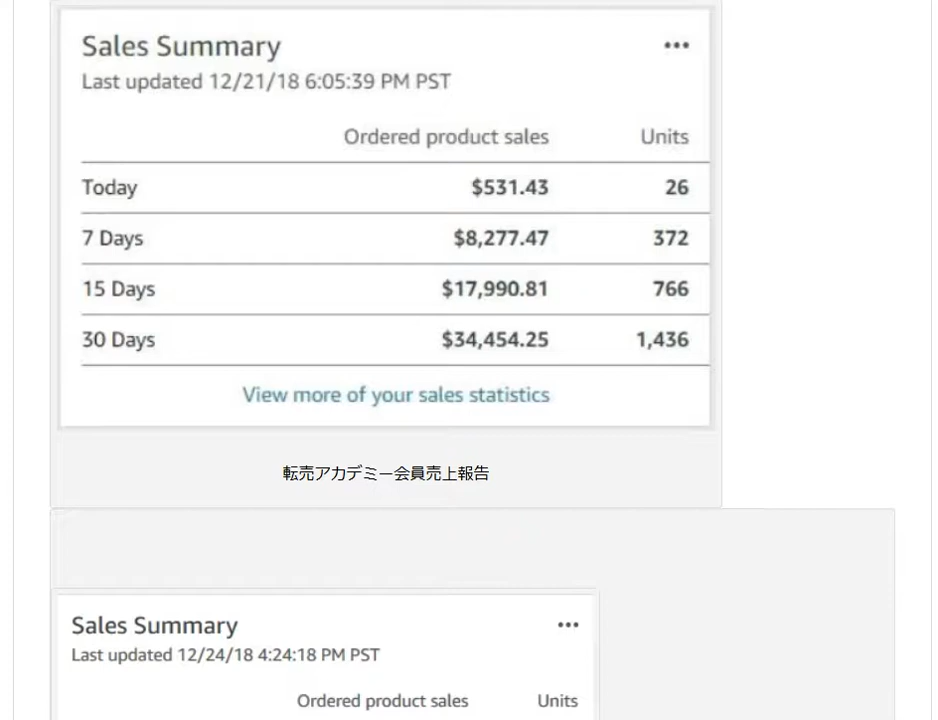 Sales Summary
Last updated 12/21/18 6:05:39 PM PST
Ordered product sales Units
Today $531.43 26
7 Days $8,277.47 372
15 Days $17,990.81 766
30 Days $34,454.25 1,436
View more of your sales statistics
転売アカデミー会員売上報告
Sales Summary
Last updated 12/24/18 4:24:18 PM PST
Ordered product sales Units